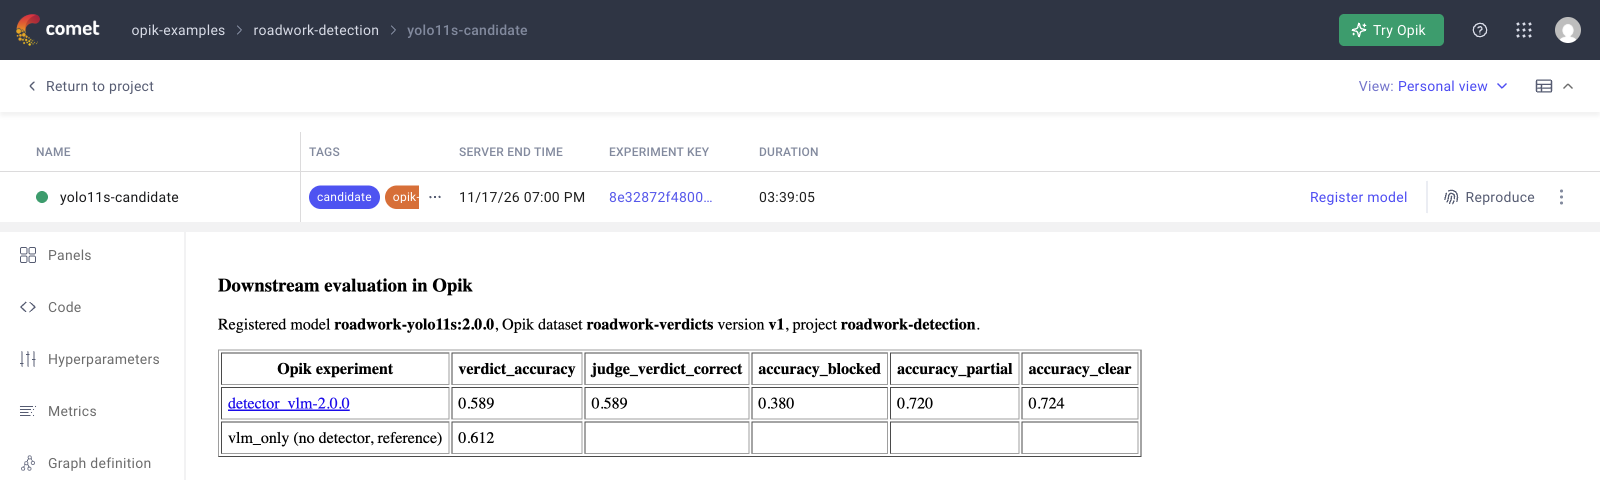 comet opik-examples > roadwork-detection > yolo11s-candidate Try Opik
Return to project View: Personal view
NAME TAGS SERVER END TIME EXPERIMENT KEY DURATION
yolo11s-candidate candidate opik- ... 11/17/26 07:00 PM 8e32872f4800... 03:39:05 Register model Reproduce
Panels
Code
Hyperparameters
Metrics
Graph definition
Downstream evaluation in Opik
Registered model roadwork-yolo11s:2.0.0, Opik dataset roadwork-verdicts version v1, project roadwork-detection.
Opik experiment verdict_accuracy judge_verdict_correct accuracy_blocked accuracy_partial accuracy_clear
detector_vlm-2.0.0 0.589 0.589 0.380 0.720 0.724
vlm_only (no detector, reference) 0.612